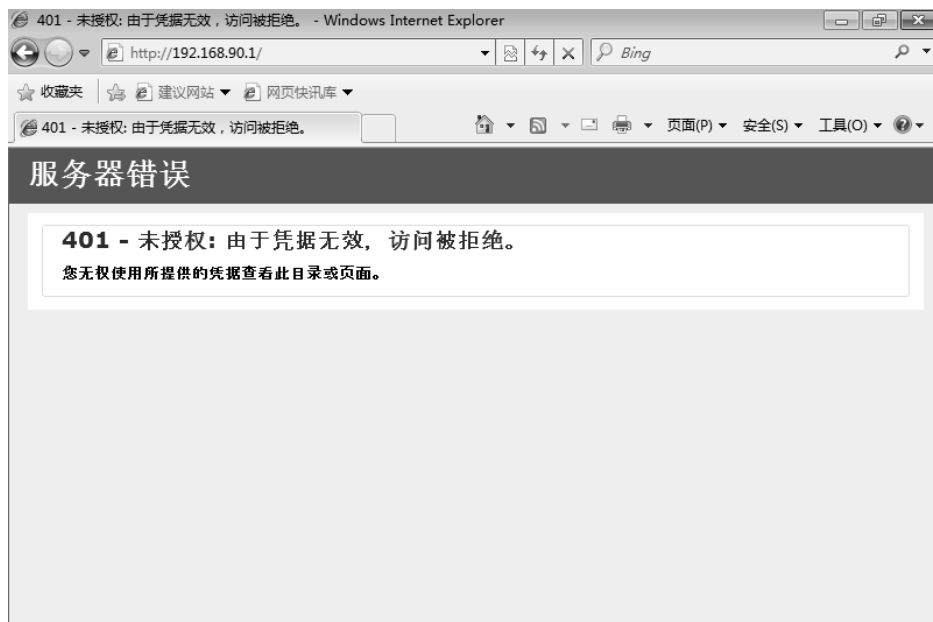 401 - 未授权: 由于凭据无效，访问被拒绝。 - Windows Internet Explorer
http://192.168.90.1/ Bing
收藏夹 建议网站 网页快讯库
401 - 未授权: 由于凭据无效，访问被拒绝。 页面(P) 安全(S) 工具(O)
服务器错误
401 - 未授权: 由于凭据无效，访问被拒绝。
您无权使用所提供的凭据查看此目录或页面。